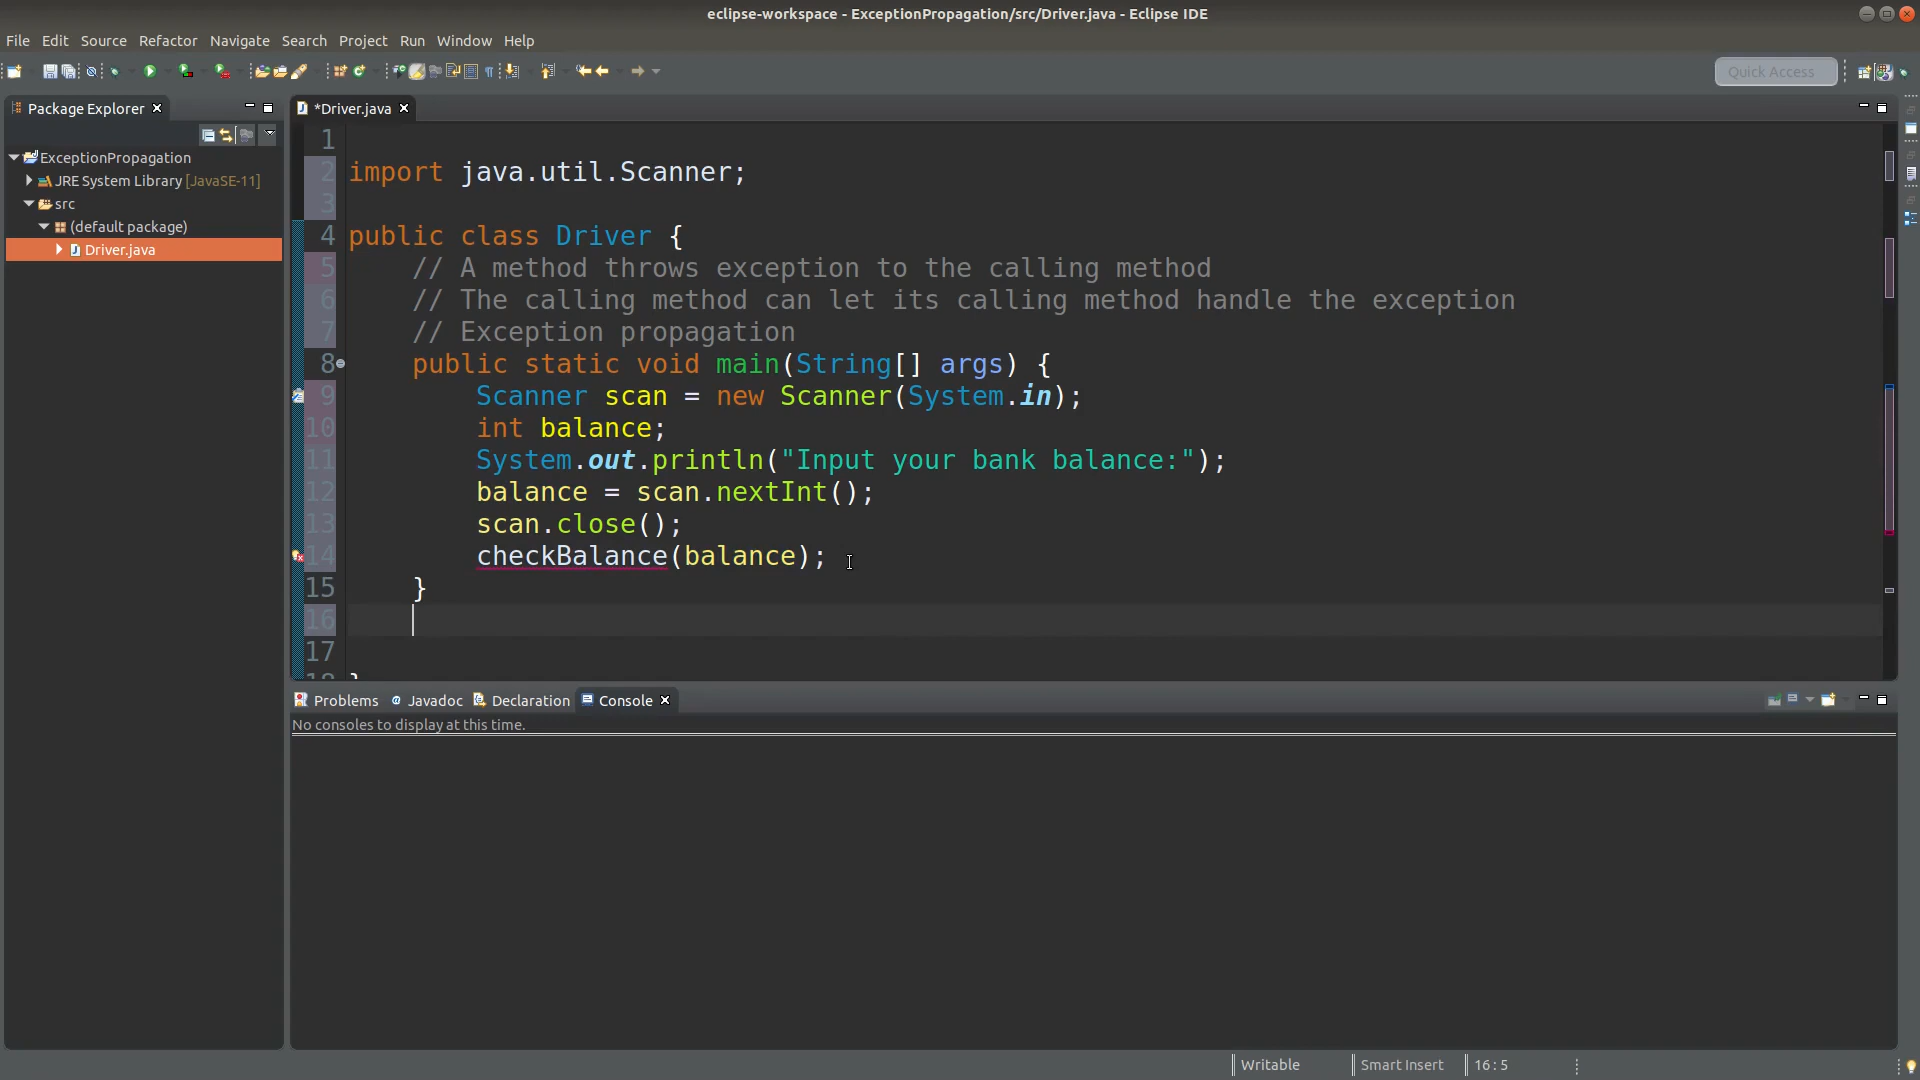 eclipse-workspace - ExceptionPropagation/src/Driver.java - Eclipse IDE
File Edit Source Refactor Navigate Search Project Run Window Help
Quick Access
Package Explorer
*Driver.java
ExceptionPropagation
JRE System Library [JavaSE-11]
src
(default package)
Driver.java
1
2 import java.util.Scanner;
3
4 public class Driver {
5 // A method throws exception to the calling method
6 // The calling method can let its calling method handle the exception
7 // Exception propagation
8 public static void main(String[] args) {
9 Scanner scan = new Scanner(System.in);
10 int balance;
11 System.out.println("Input your bank balance:");
12 balance = scan.nextInt();
13 scan.close();
14 checkBalance(balance);
15 }
16
17
18 }
Problems Javadoc Declaration Console
No consoles to display at this time.
Writable Smart Insert 16 : 5